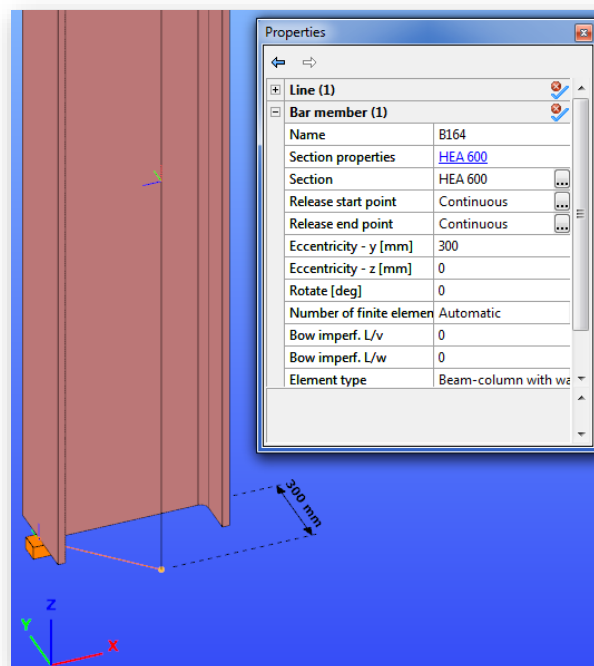 Properties
Line (1)
Bar member (1)
Name B164
Section properties HEA 600
Section HEA 600 ...
Release start point Continuous ...
Release end point Continuous ...
Eccentricity - y [mm] 300
Eccentricity - z [mm] 0
Rotate [deg] 0
Number of finite elemen Automatic
Bow imperf. L/v 0
Bow imperf. L/w 0
Element type Beam-column with wa
300 mm
Z
Y
X